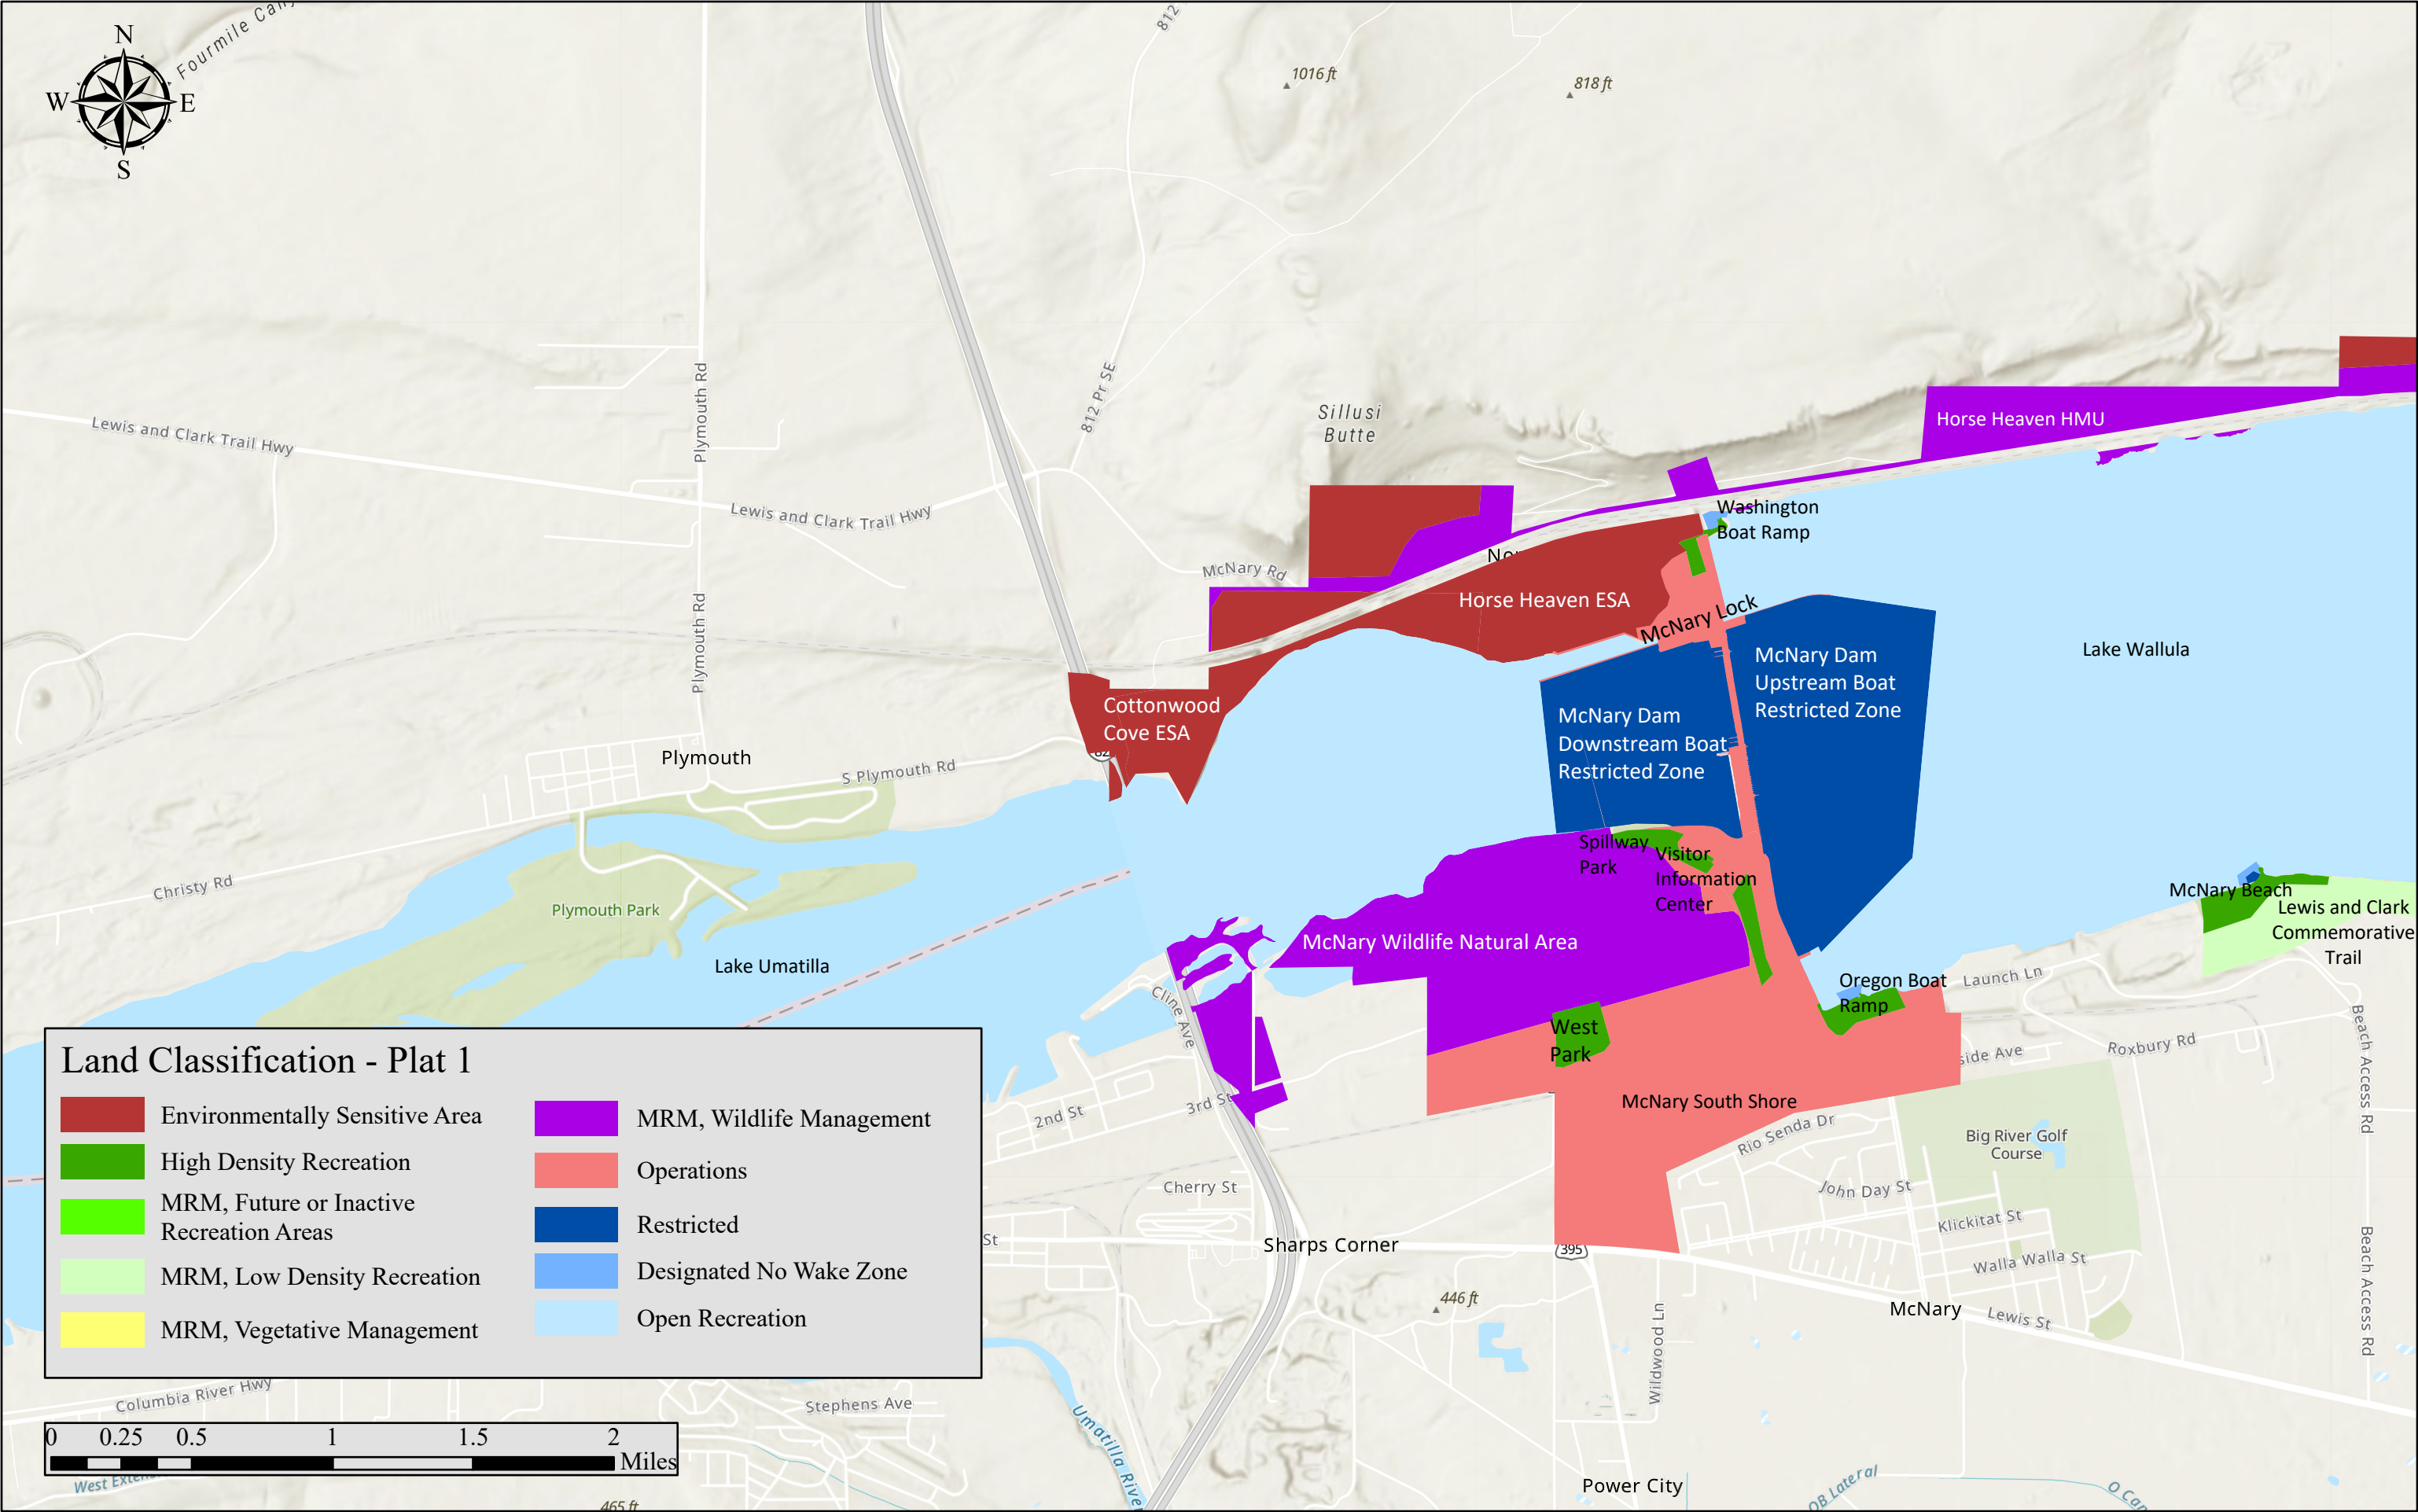 N
W
E
S
Fourmile
812
1016 ft
818 ft
Plymouth Rd
812 Pr SE
Lewis and Clark Trail Hwy
Lewis and Clark Trail Hwy
Sillusi
Butte
Horse Heaven HMU
McNary Rd
Washington
Boat Ramp
Horse Heaven ESA
McNary Lock
Plymouth Rd
Lake Wallula
McNary Dam
Upstream Boat
Restricted Zone
Cottonwood
Cove ESA
82
McNary Dam
Downstream Boat
Restricted Zone
Plymouth
S Plymouth Rd
Christy Rd
Plymouth Park
Lake Umatilla
Spillway
Park
Visitor
Information
Center
McNary Beach
Lewis and Clark
Commemorative
Trail
McNary Wildlife Natural Area
Oregon Boat
Ramp
Launch Ln
Cline Ave
West
Park
Roxbury Rd
Beach Access Rd
side Ave
2nd St
3rd St
McNary South Shore
Rio Senda Dr
Big River Golf
Course
Cherry St
John Day St
Klickitat St
Walla Walla St
St
Sharps Corner
395
Beach Access Rd
446 ft
McNary
Lewis St
Wildwood Ln
Land Classification - Plat 1
Environmentally Sensitive Area
High Density Recreation
MRM, Future or Inactive
Recreation Areas
MRM, Low Density Recreation
MRM, Vegetative Management
MRM, Wildlife Management
Operations
Restricted
Designated No Wake Zone
Open Recreation
Columbia River Hwy
Stephens Ave
Umatilla River
0 0.25 0.5 1 1.5 2
Miles
West
465 ft
Power City
OB Lateral
O